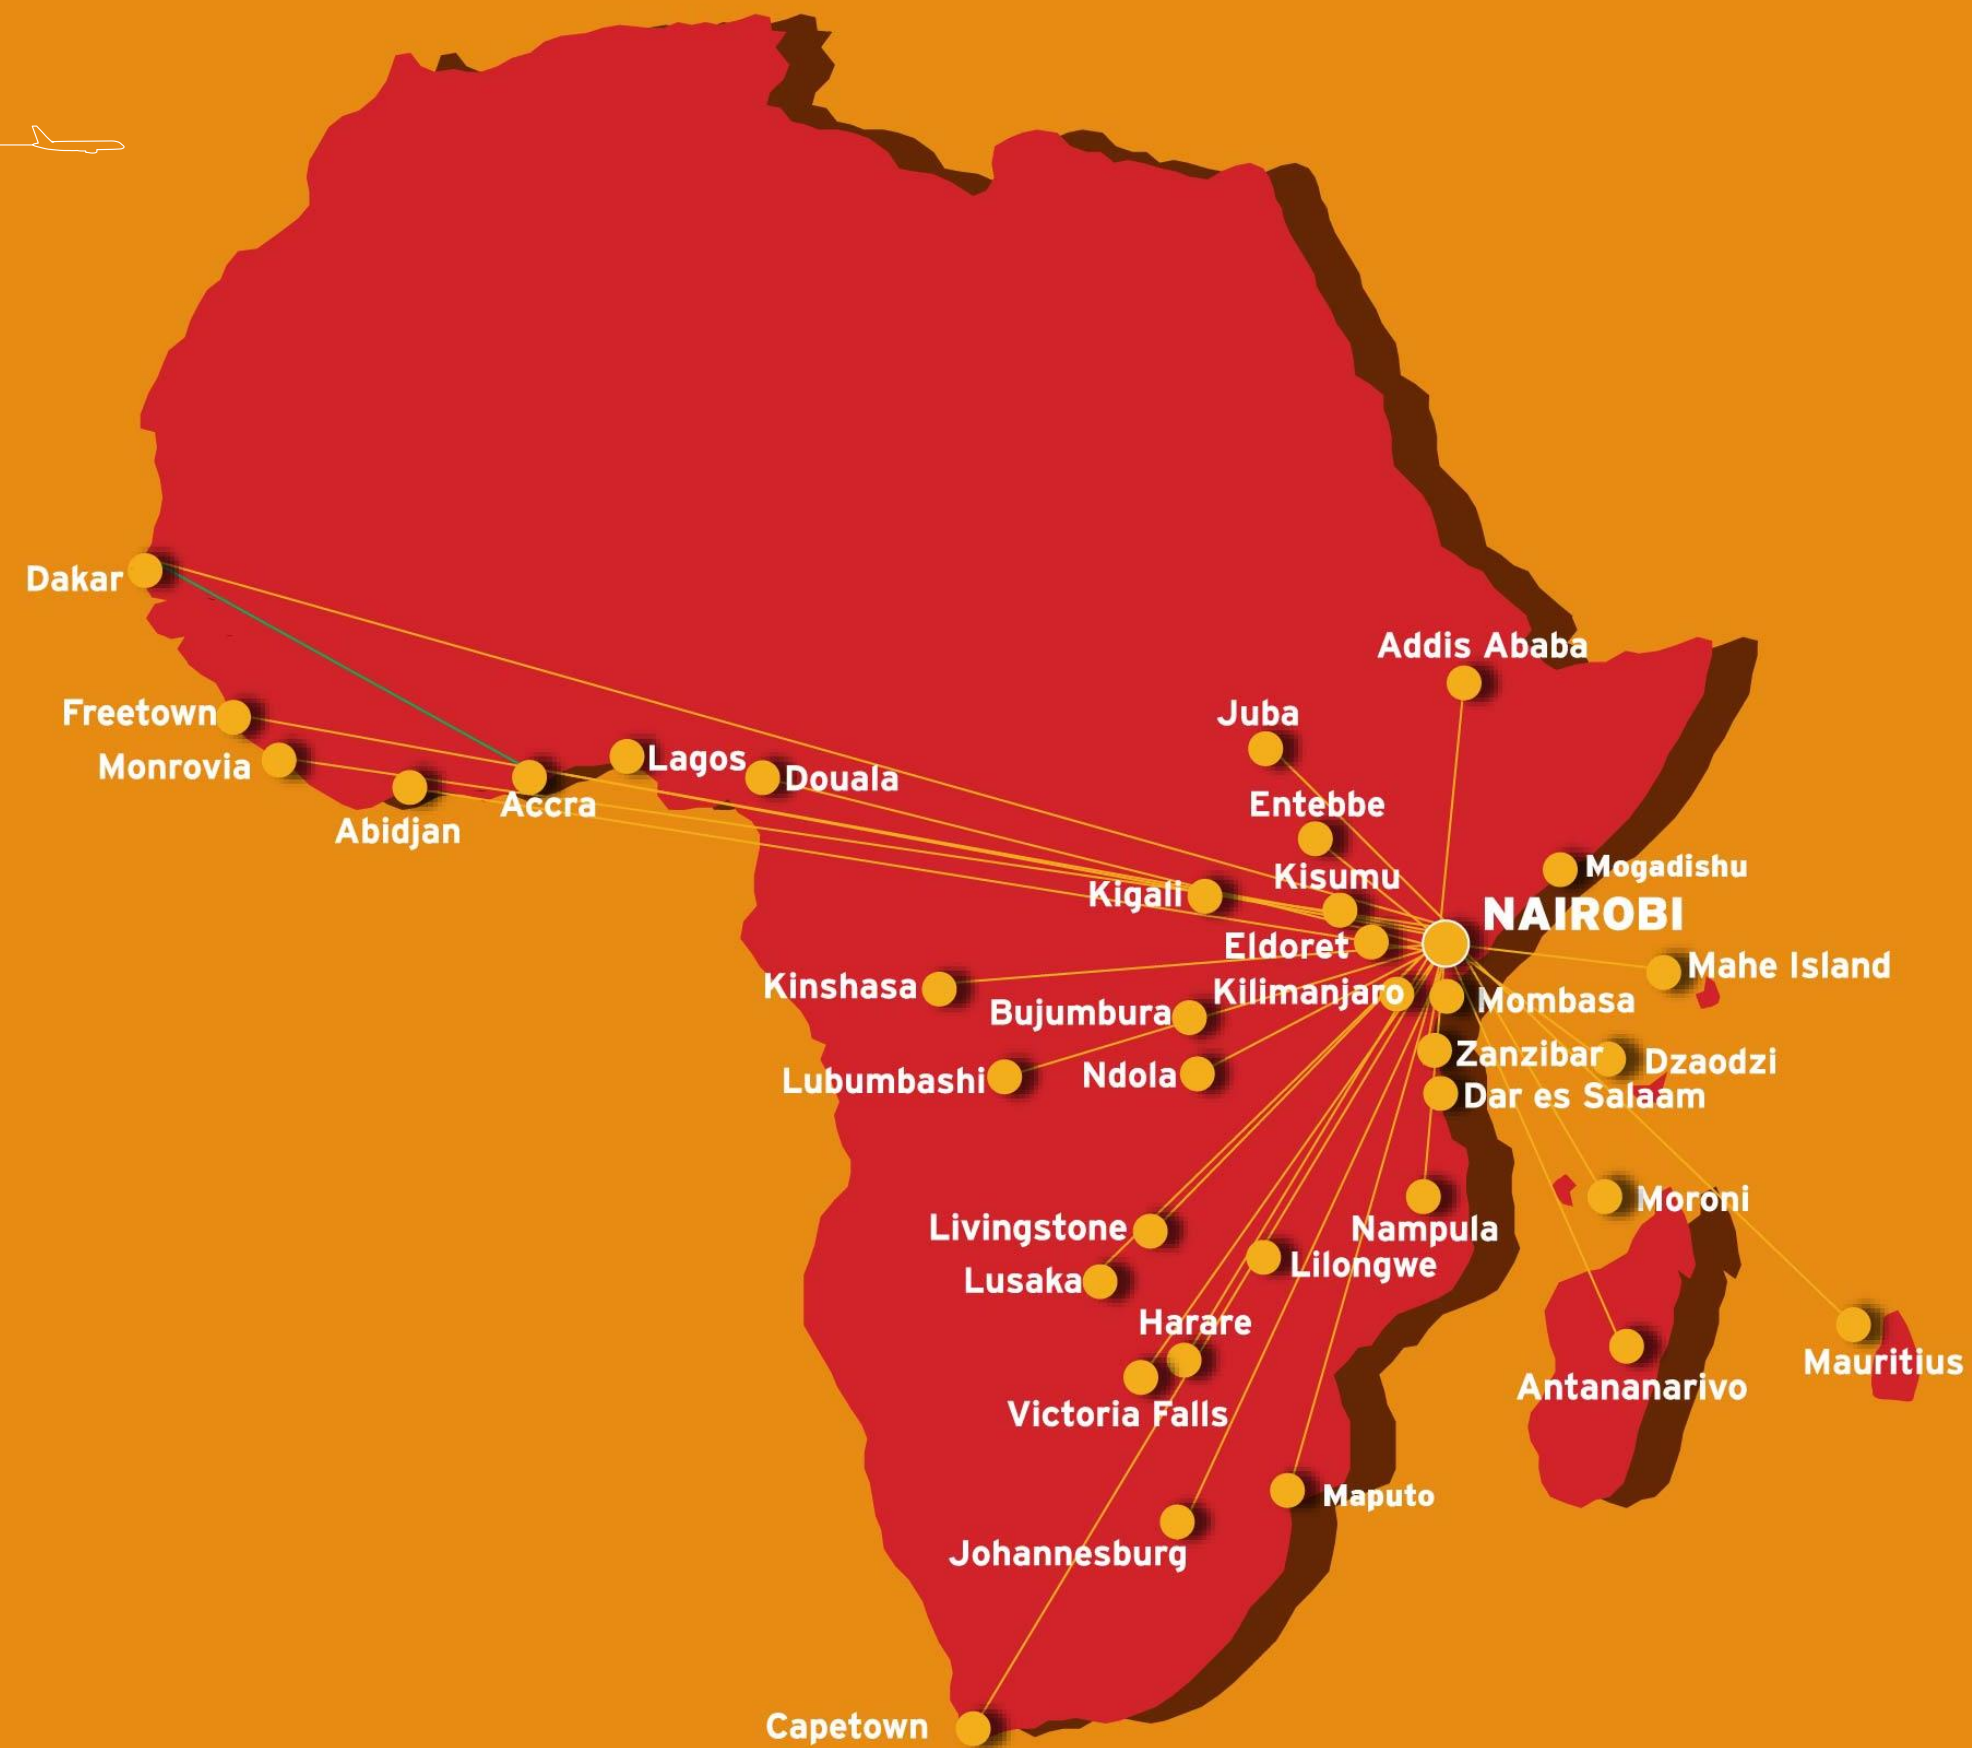 Dakar
Addis Ababa
Freetown
Juba
Monrovia
Lagos
Douala
Accra
Entebbe
Abidjan
Mogadishu
Kisumu
Kigali
NAIROBI
Eldoret
Mahe Island
Kinshasa
Kilimanjaro
Mombasa
Bujumbura
Zanzibar
Dzaodzi
Lubumbashi
Ndola
Dar es Salaam
Moroni
Livingstone
Nampula
Lilongwe
Lusaka
Harare
Mauritius
Antananarivo
Victoria Falls
Maputo
Johannesburg
Capetown